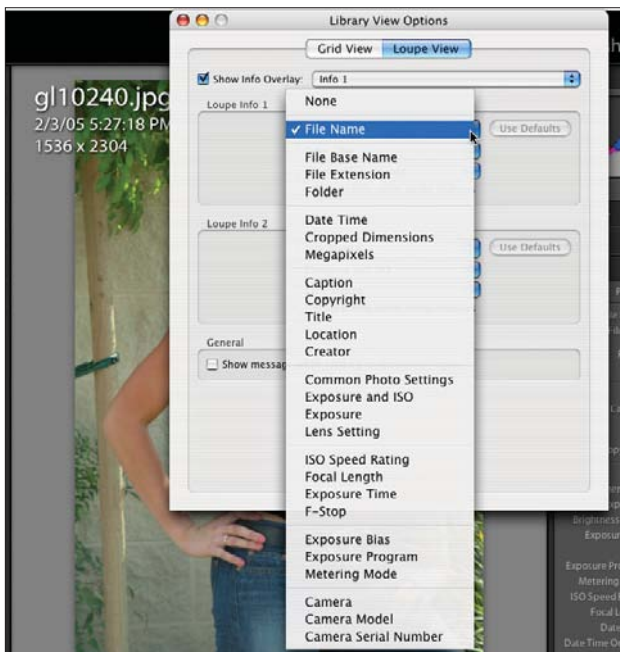 Library View Options
Grid View
Loupe View
Show Info Overlay:
Info 1
gl10240.jpg
2/3/05 5:27:18 PM
1536 x 2304
Loupe Info 1
None
File Name
Use Defaults
File Base Name
File Extension
Folder
Loupe Info 2
Date Time
Cropped Dimensions
Megapixels
Use Defaults
Caption
Copyright
Title
Location
Creator
General
Show messag
Common Photo Settings
Exposure and ISO
Exposure
Lens Setting
ISO Speed Rating
Focal Length
Exposure Time
F-Stop
Exposure Bias
Exposure Program
Metering Mode
Camera
Camera Model
Camera Serial Number
Brightness
Exposur
Exposure Pr
Metering
ISO Speed
Focal L
Date
Date Time O